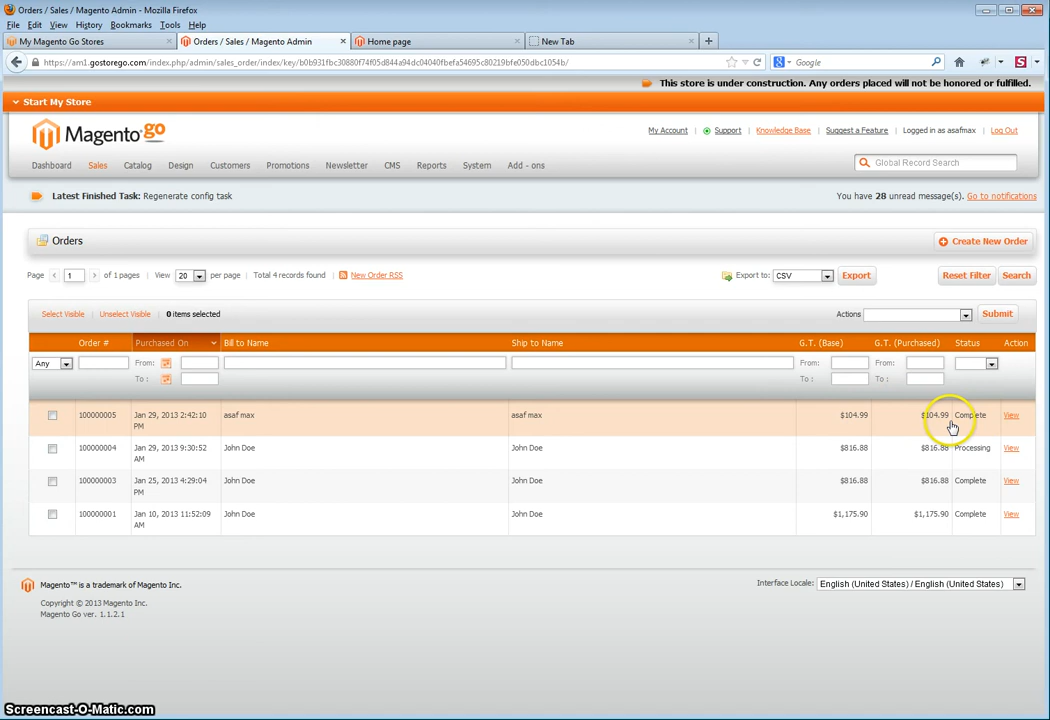 Orders / Sales / Magento Admin - Mozilla Firefox
File Edit View History Bookmarks Tools Help
My Magento Go Stores Orders / Sales / Magento Admin Home page New Tab
https://am1.gostorego.com/index.php/admin/sales_order/index/key/b0b931fbc30880f74f05d844a94dc04040fbefa54695c80219bfe050dbc1054b/ Google
This store is under construction. Any orders placed will not be honored or fulfilled.
Start My Store
Magento go
My Account Support Knowledge Base Suggest a Feature Logged in as asafmax Log Out
Dashboard Sales Catalog Design Customers Promotions Newsletter CMS Reports System Add - ons Global Record Search
Latest Finished Task: Regenerate config task You have 28 unread message(s). Go to notifications
Orders Create New Order
Page 1 of 1 pages | View 20 per page | Total 4 records found | New Order RSS Export to: CSV Export Reset Filter Search
Select Visible Unselect Visible 0 items selected Actions Submit
Order # Purchased On Bill to Name Ship to Name G.T. (Base) G.T. (Purchased) Status Action
Any From: From: From:
To : To : To :
100000005 Jan 29, 2013 2:42:10 PM asaf max asaf max $104.99 $104.99 Complete View
100000004 Jan 29, 2013 9:30:52 AM John Doe John Doe $816.88 $816.88 Processing View
100000003 Jan 25, 2013 4:29:04 PM John Doe John Doe $816.88 $816.88 Complete View
100000001 Jan 10, 2013 11:52:09 AM John Doe John Doe $1,175.90 $1,175.90 Complete View
Magento™ is a trademark of Magento Inc. Interface Locale: English (United States) / English (United States)
Copyright © 2013 Magento Inc.
Magento Go ver. 1.1.2.1
Screencast-O-Matic.com